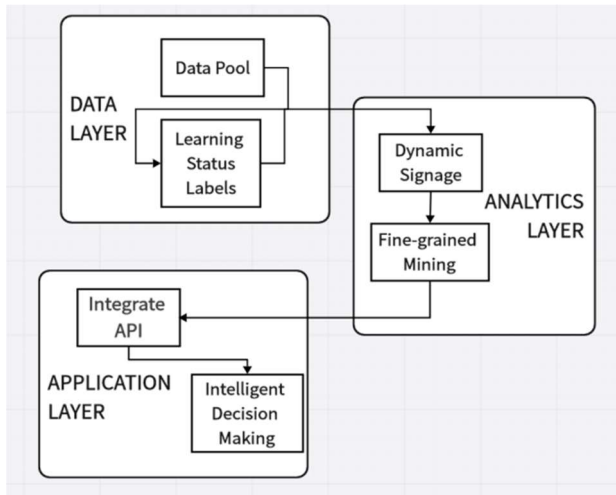 Data Pool
DATA
LAYER
Learning
Status
Labels
Dynamic
Signage
ANALYTICS
LAYER
Fine-grained
Mining
Integrate
API
APPLICATION
LAYER
Intelligent
Decision
Making